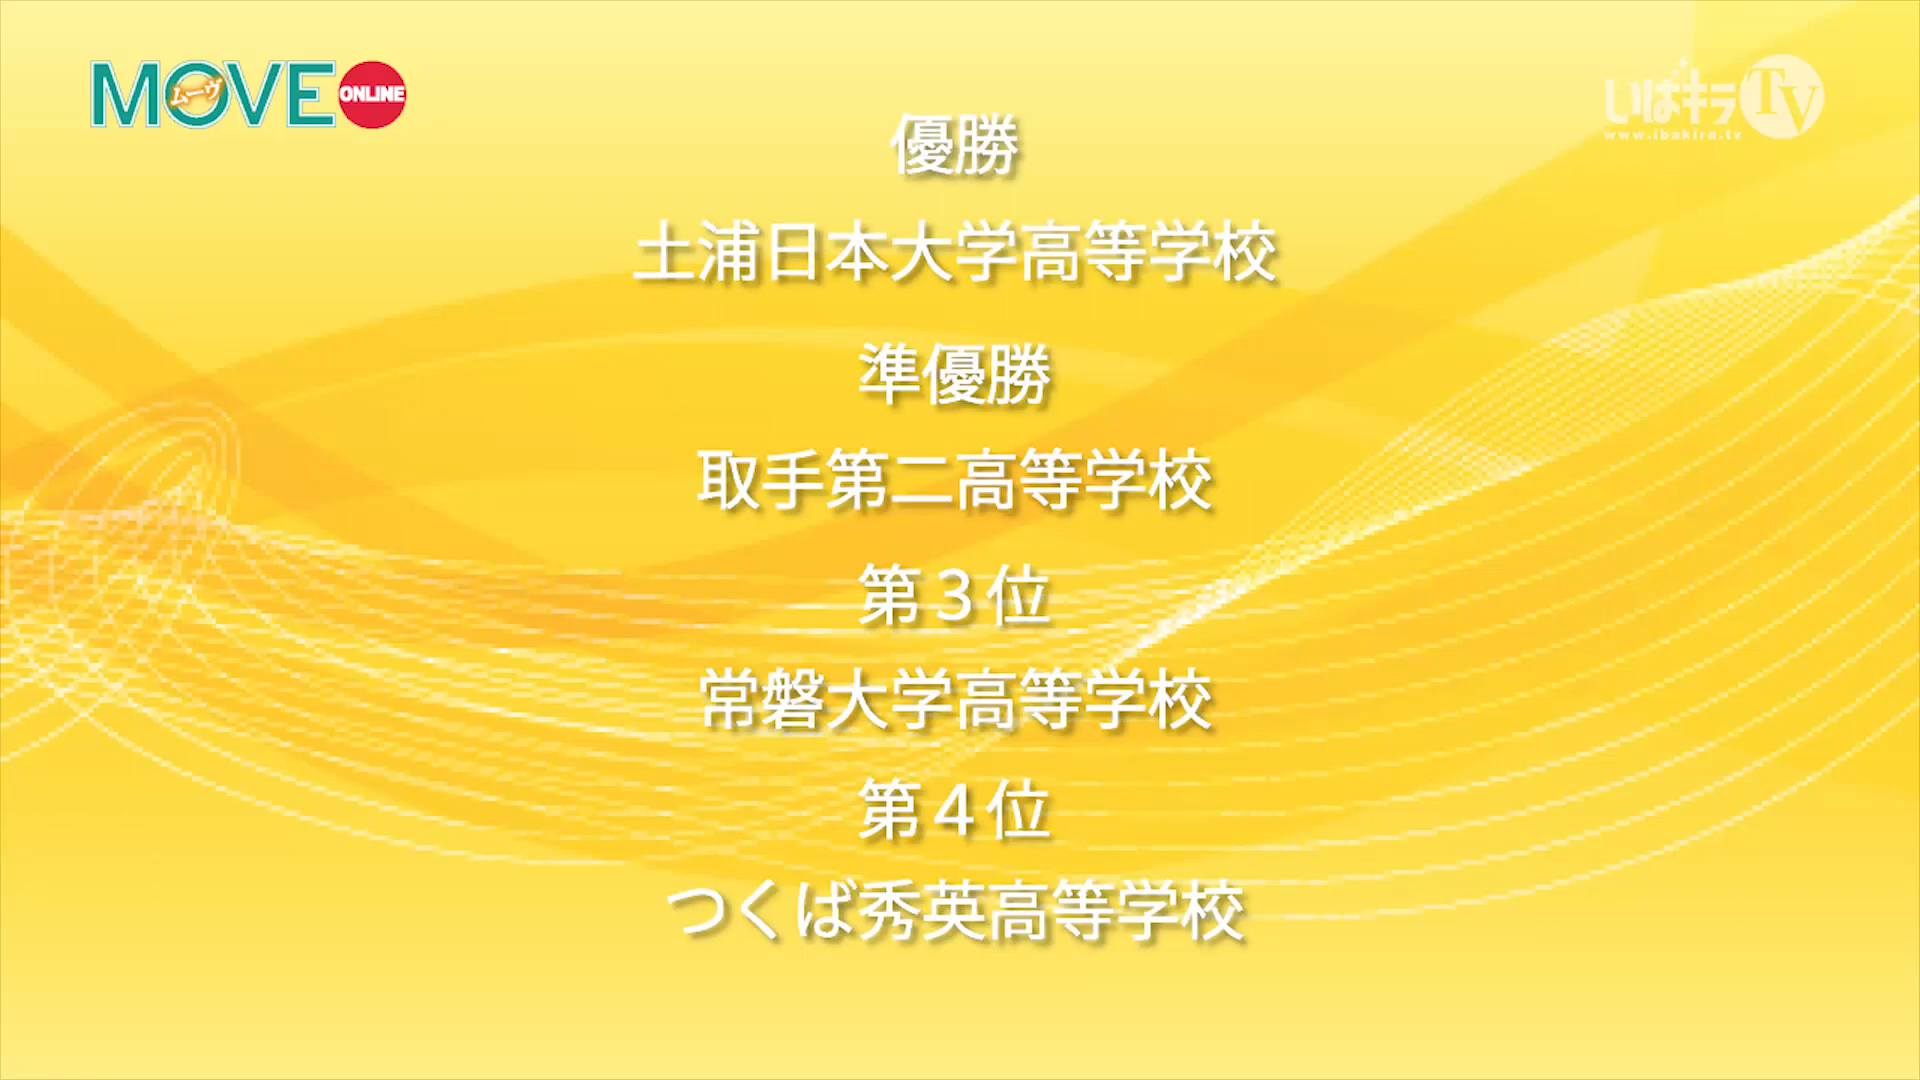 MOVE
ムーヴ
ONLINE
いばキラTV
www.ibakira.tv
優勝
土浦日本大学高等学校
準優勝
取手第二高等学校
第３位
常磐大学高等学校
第４位
つくば秀英高等学校